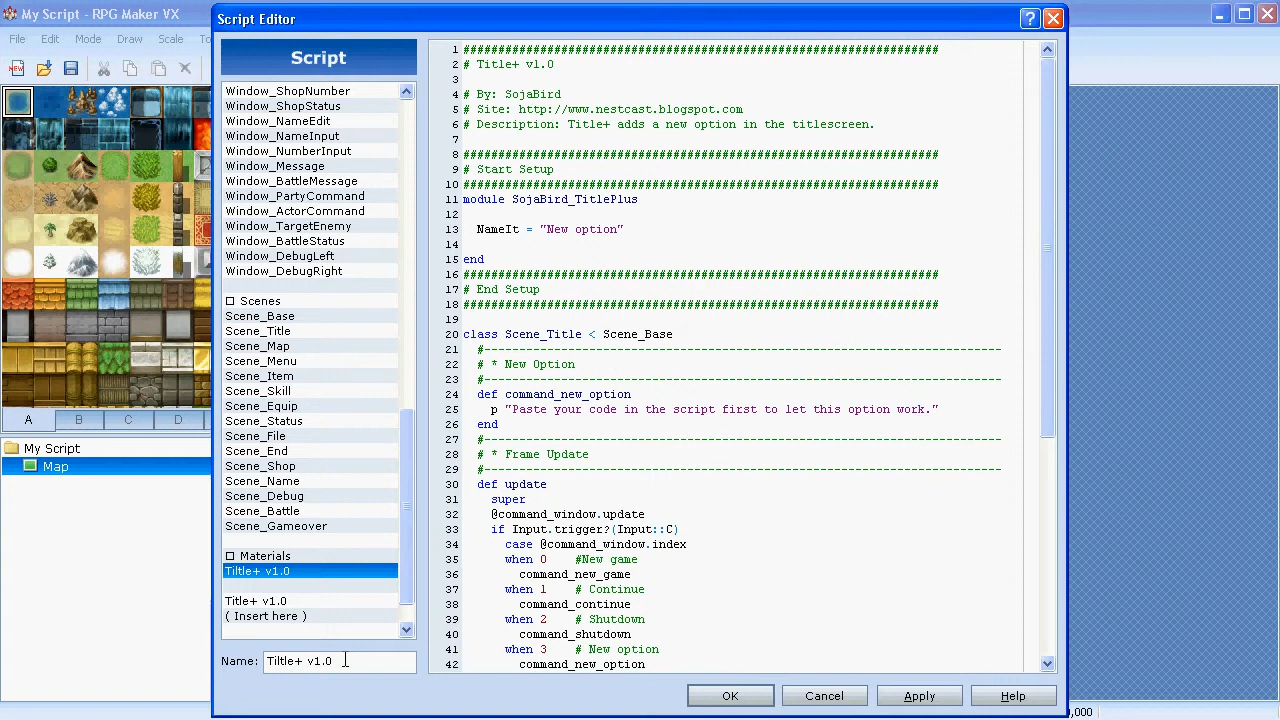 My Script - RPG Maker VX
File Edit Mode Draw Scale To
A B C D
My Script
Map
Script Editor
Script
Window_ShopNumber
Window_ShopStatus
Window_NameEdit
Window_NameInput
Window_NumberInput
Window_Message
Window_BattleMessage
Window_PartyCommand
Window_ActorCommand
Window_TargetEnemy
Window_BattleStatus
Window_DebugLeft
Window_DebugRight
Scenes
Scene_Base
Scene_Title
Scene_Map
Scene_Menu
Scene_Item
Scene_Skill
Scene_Equip
Scene_Status
Scene_File
Scene_End
Scene_Shop
Scene_Name
Scene_Debug
Scene_Battle
Scene_Gameover
Materials
Tiltle+ v1.0
Title+ v1.0
( Insert here )
Name: Tiltle+ v1.0
1 ####################################################################
2 # Title+ v1.0
3
4 # By: SojaBird
5 # Site: http://www.nestcast.blogspot.com
6 # Description: Title+ adds a new option in the tillescreen.
7
8 ####################################################################
9 # Start Setup
10 ####################################################################
11 module SojaBird_TitlePlus
12
13 NameIt = "New option"
14
15 end
16 ####################################################################
17 # End Setup
18 ####################################################################
19
20 class Scene_Title < Scene_Base
21 #--------------------------------------------------------------------------
22 # * New Option
23 #--------------------------------------------------------------------------
24 def command_new_option
25 p "Paste your code in the script first to let this option work."
26 end
27 #--------------------------------------------------------------------------
28 # * Frame Update
29 #--------------------------------------------------------------------------
30 def update
31 super
32 @command_window.update
33 if Input.trigger?(Input::C)
34 case @command_window.index
35 when 0 #New game
36 command_new_game
37 when 1 # Continue
38 command_continue
39 when 2 # Shutdown
40 command_shutdown
41 when 3 # New option
42 command_new_option
OK Cancel Apply Help
,000